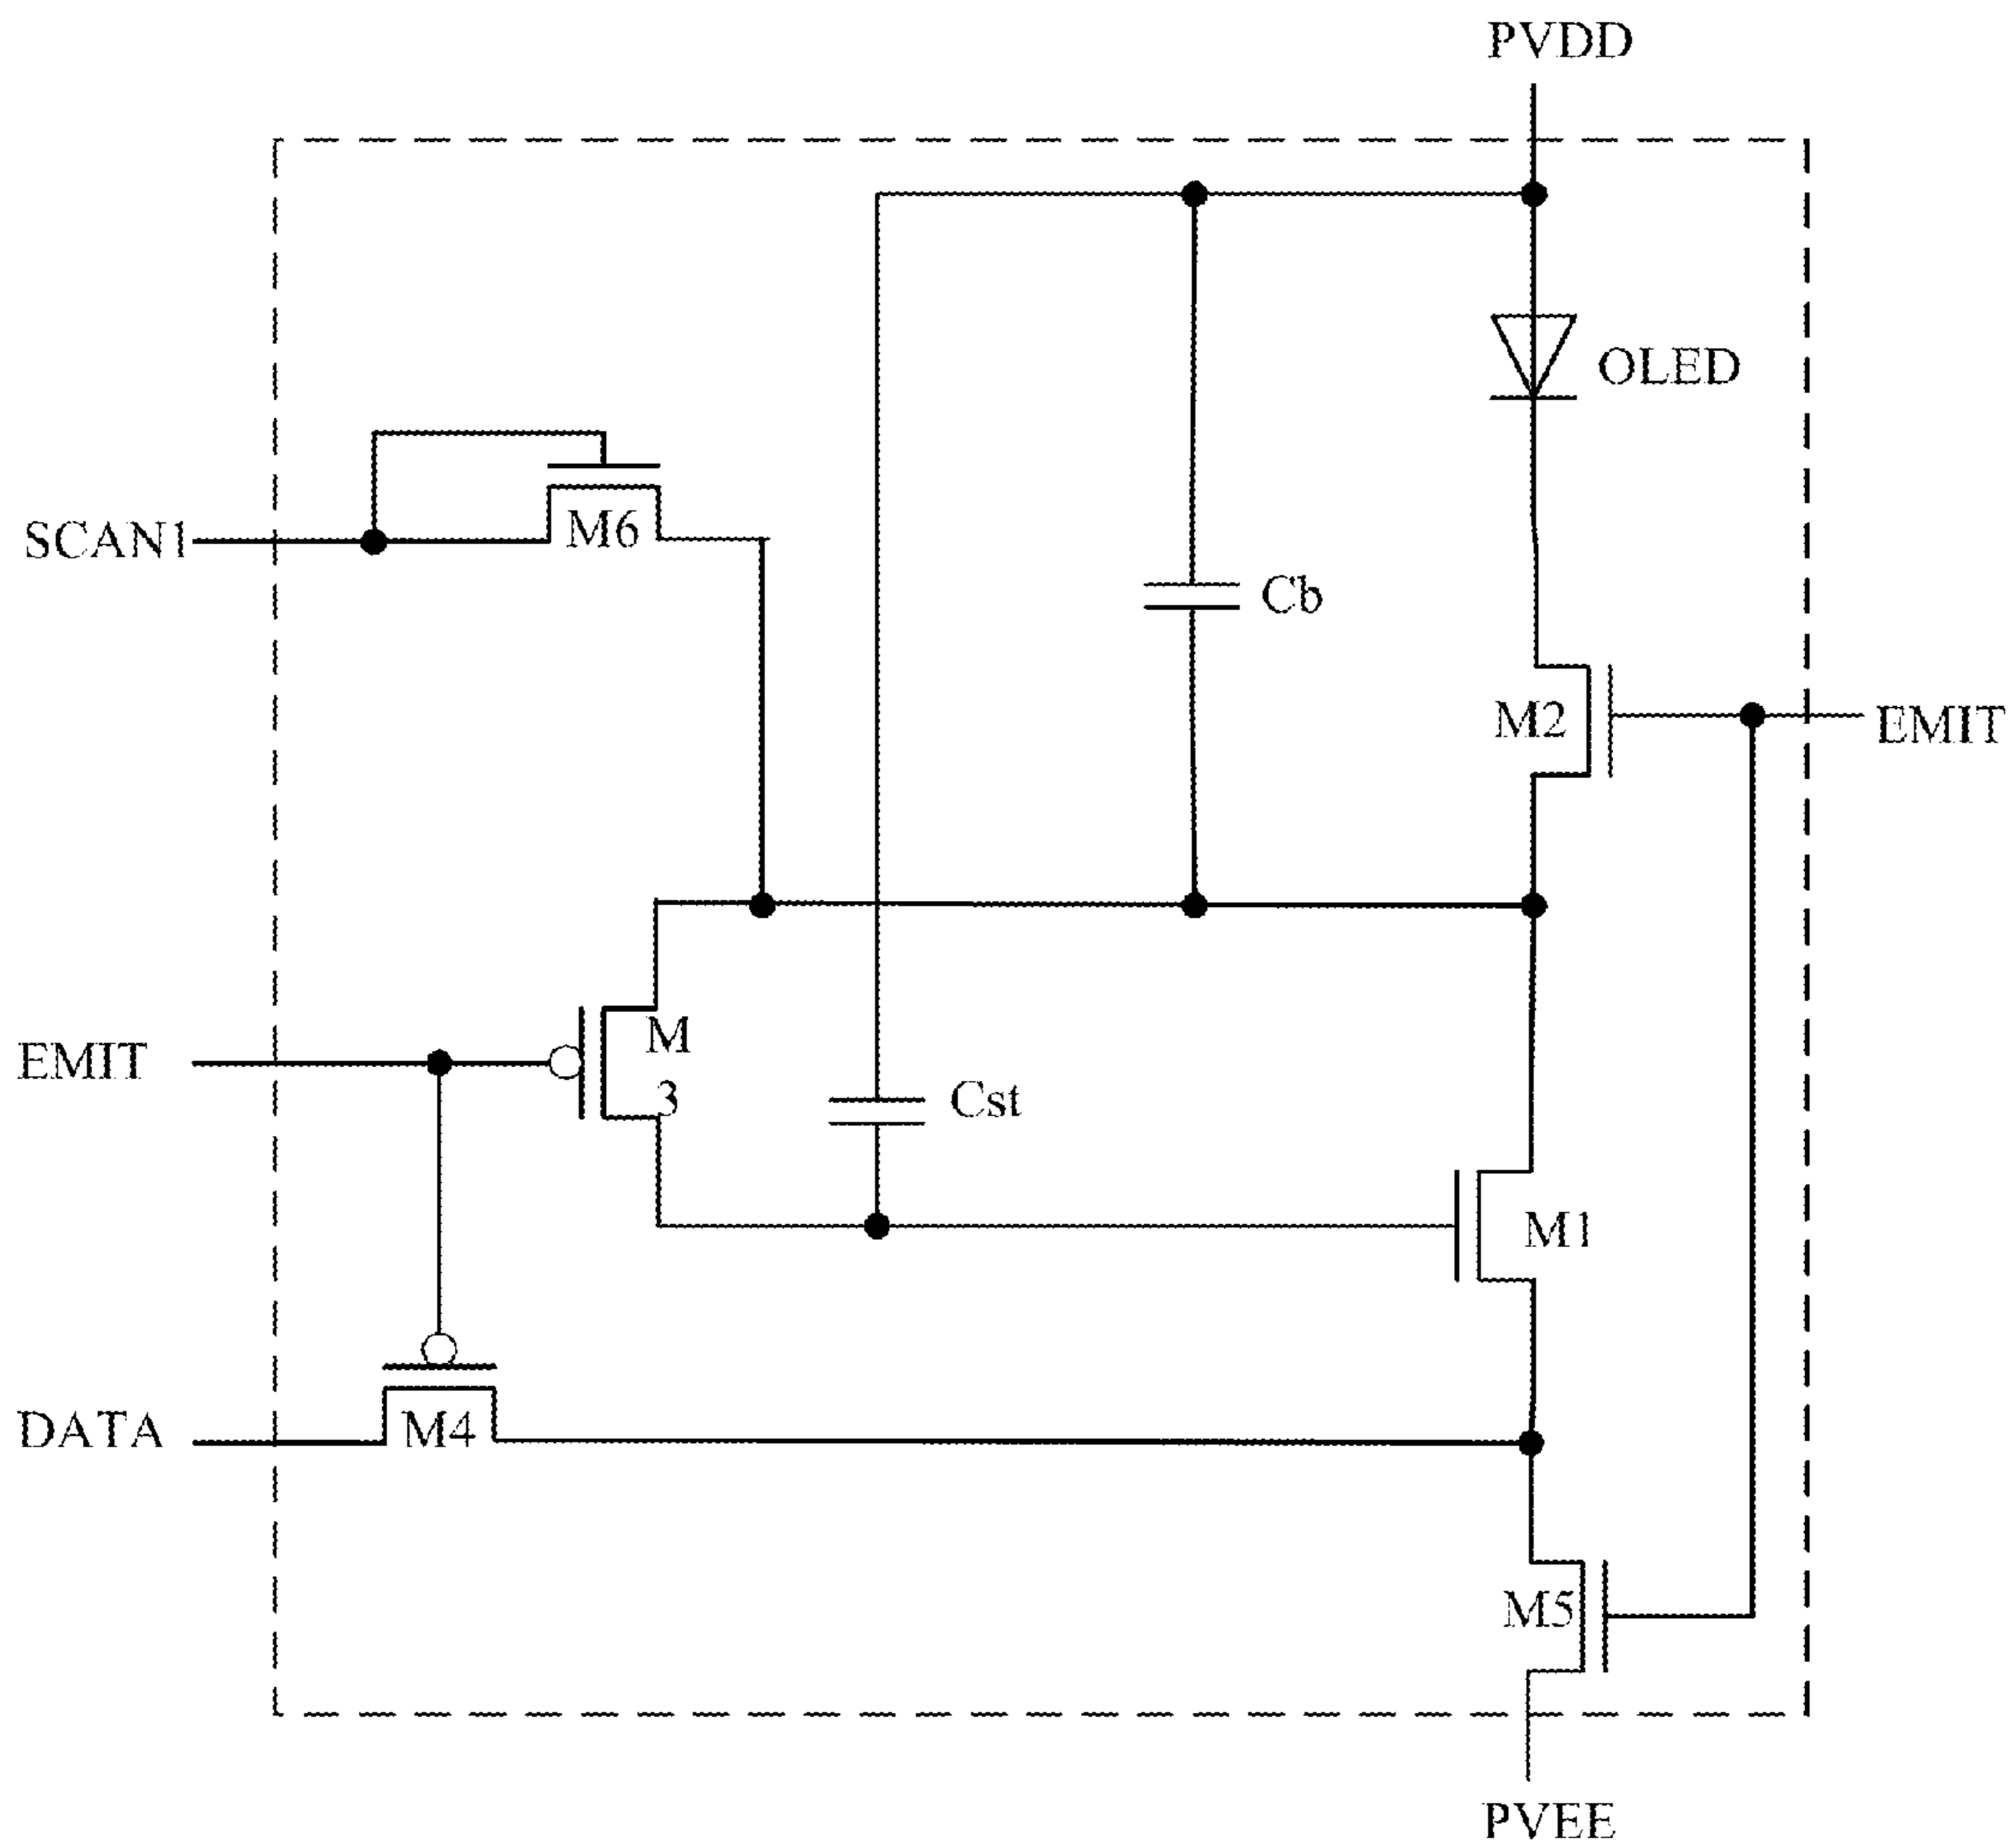 PVDD
OLED
SCAN1
M6
Cb
M2
EMIT
EMIT
M
3
Cst
M1
DATA
M4
M5
PVEE